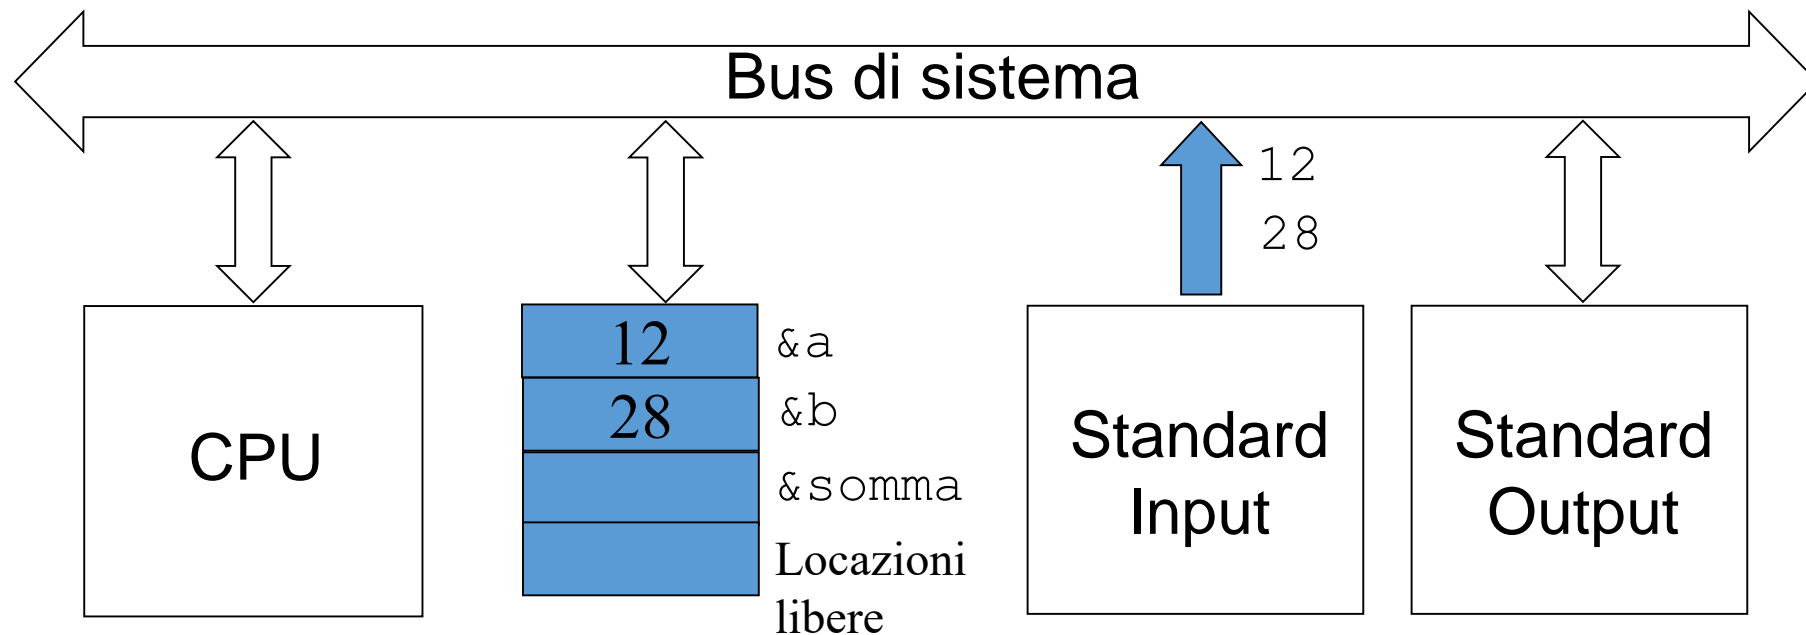 Bus di sistema
12
28
12
&a
28
&b
&somma
Locazioni
libere
CPU
Standard
Input
Standard
Output